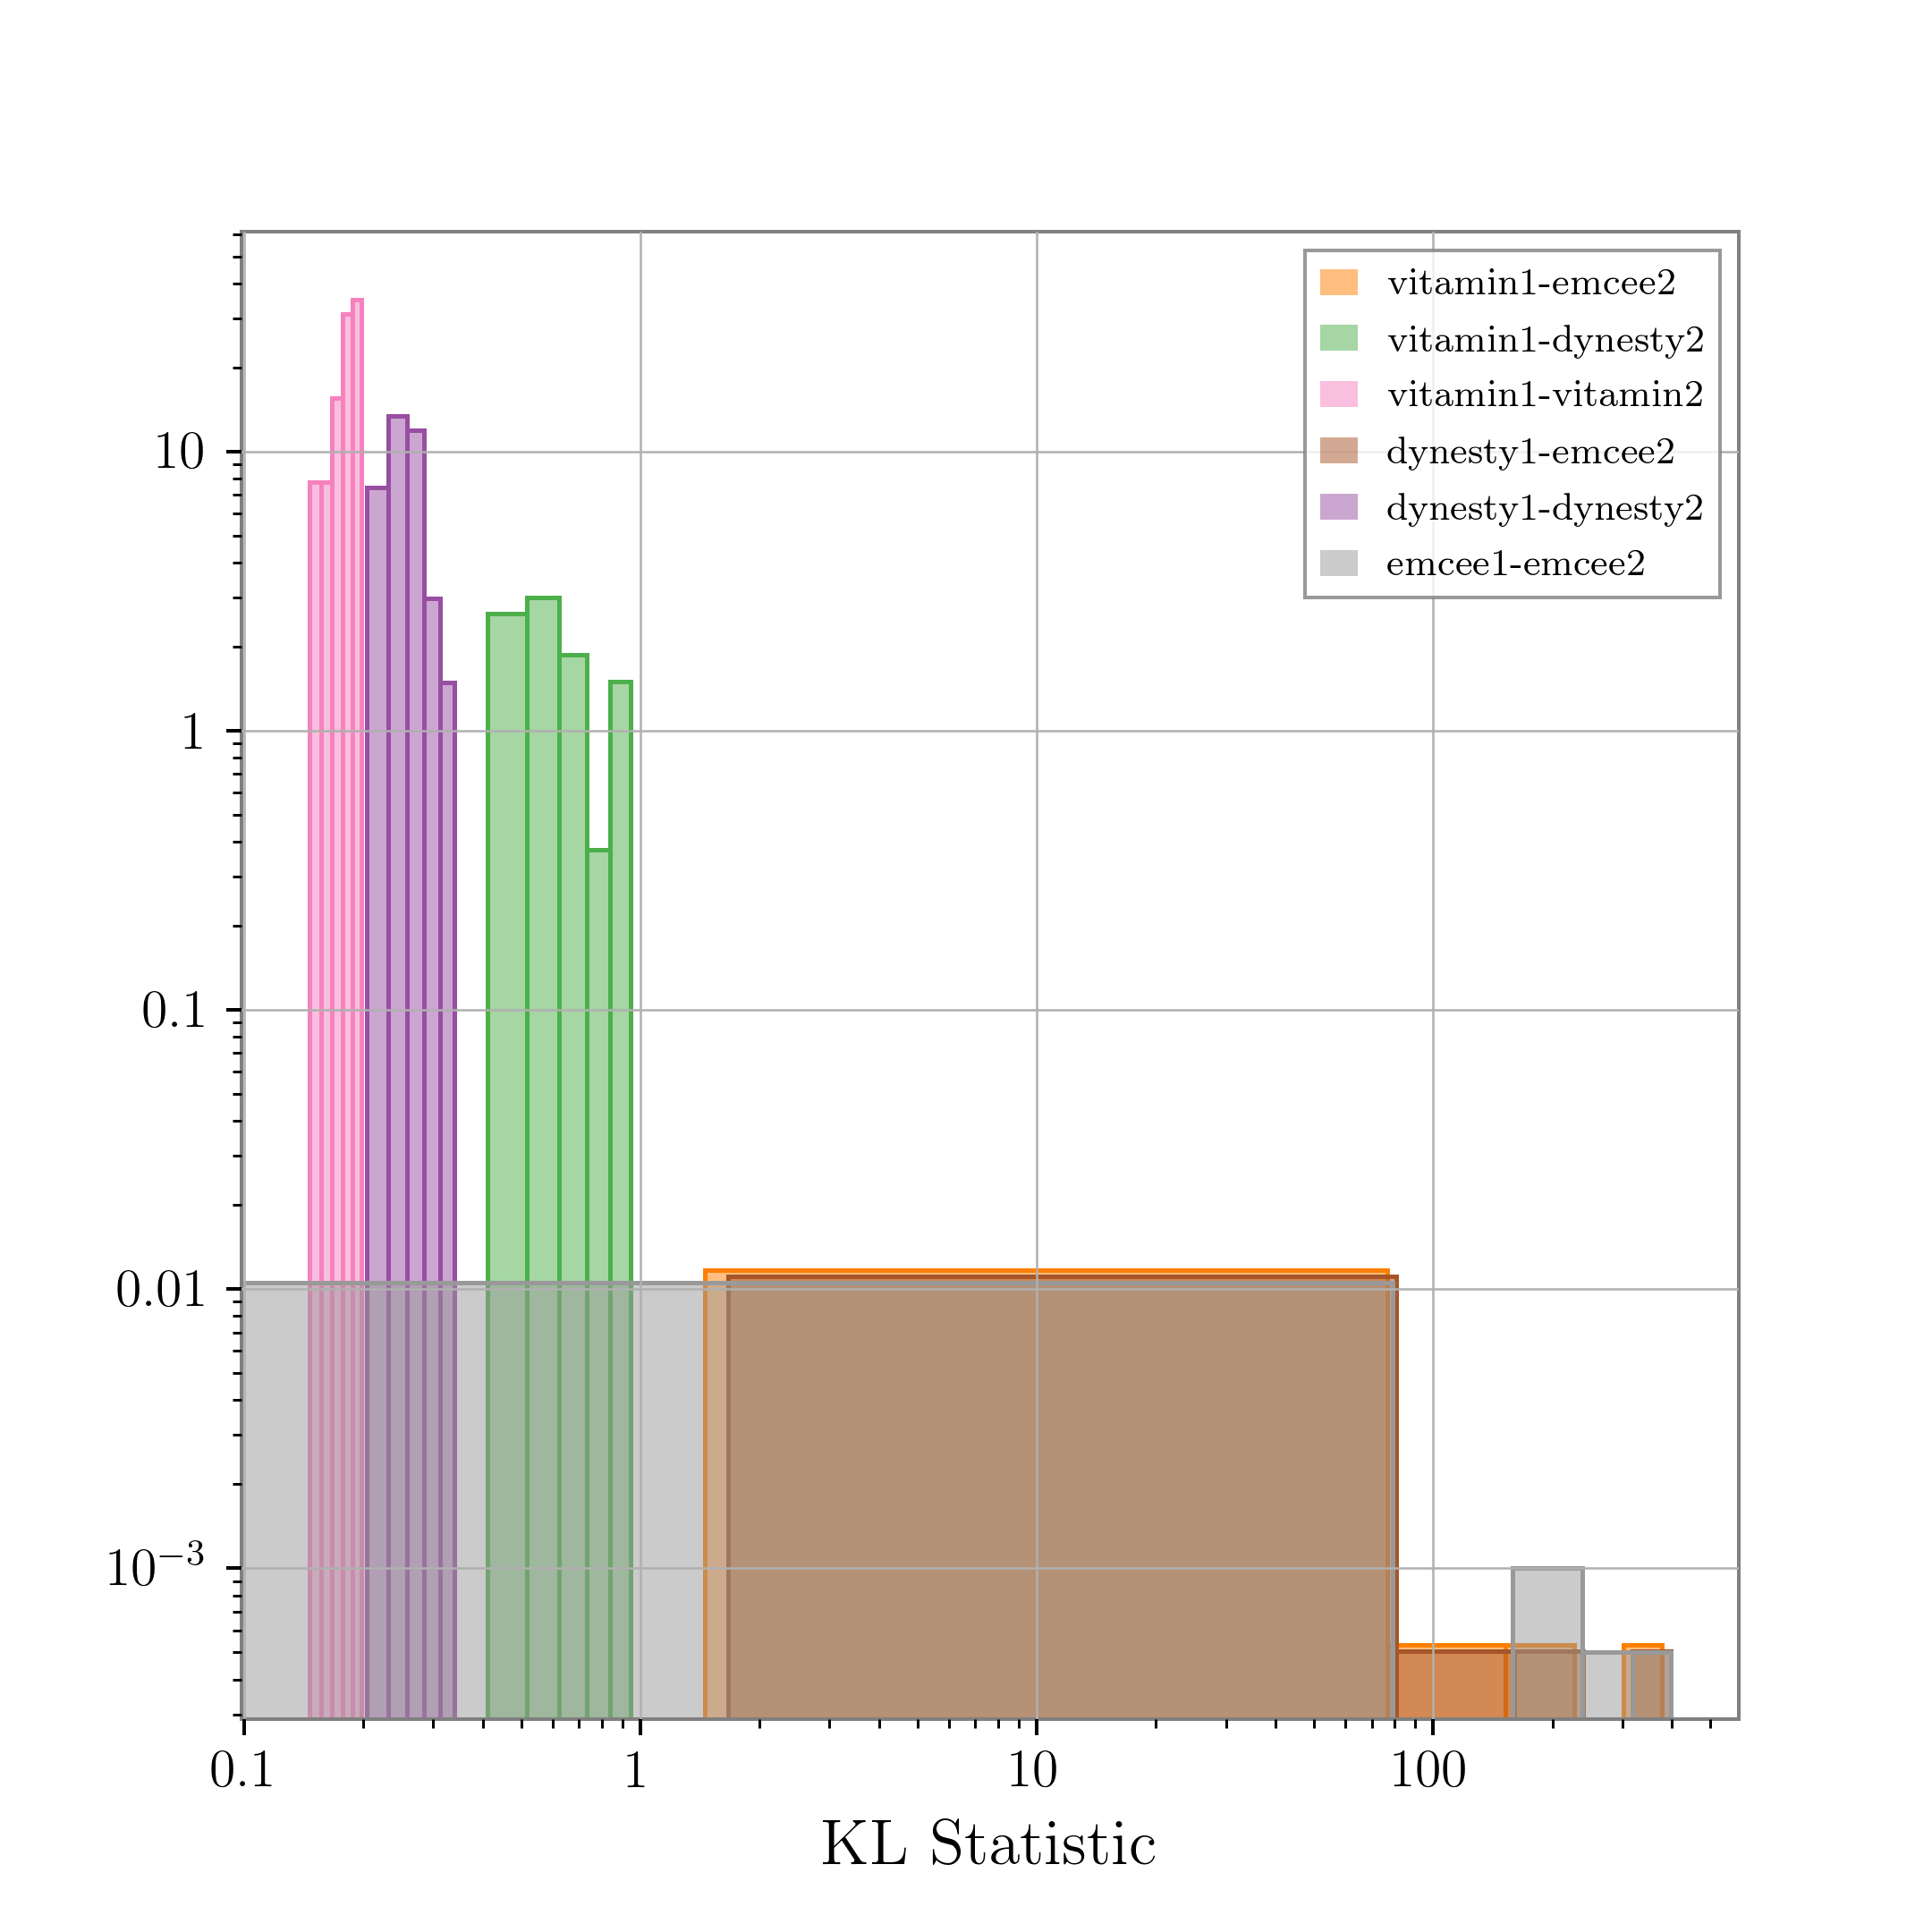 vitamin1-emcee2
vitamin1-dynesty2
vitamin1-vitamin2
dynesty1-emcee2
dynesty1-dynesty2
emcee1-emcee2
10
1
0.1
0.01
10⁻³
0.1 1 10 100
KL Statistic